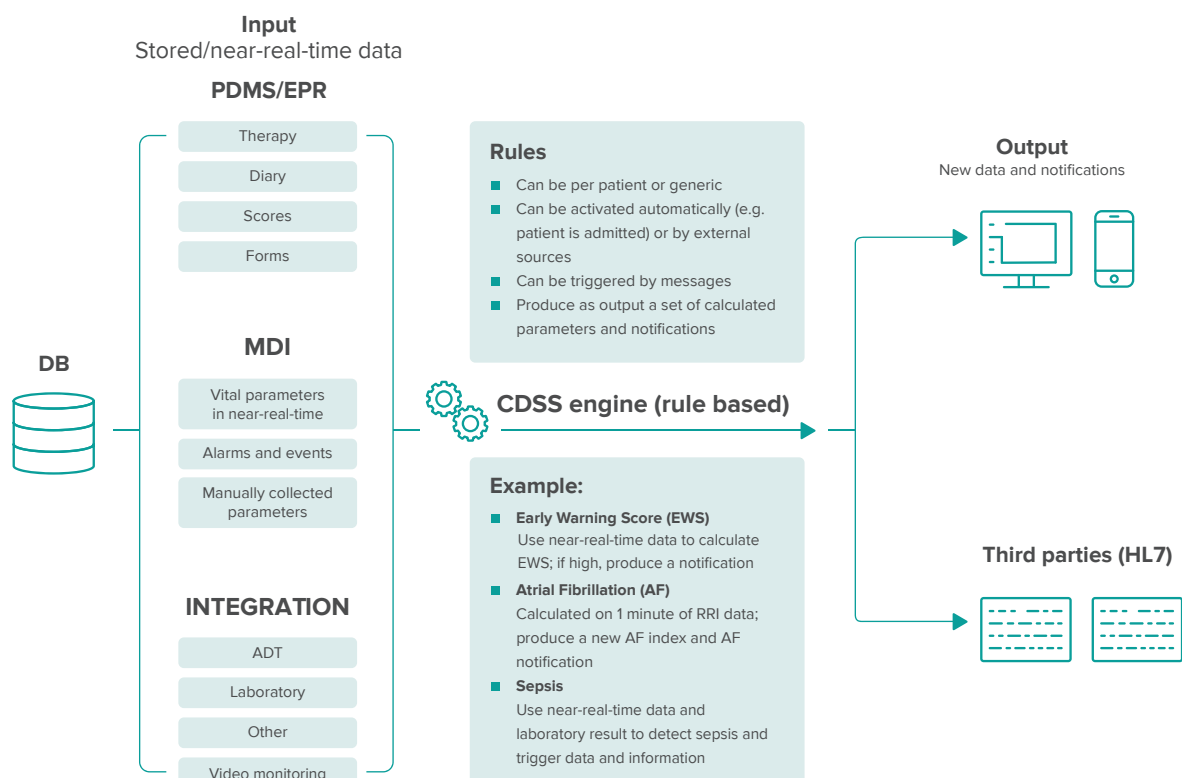 Input
Stored/near-real-time data
PDMS/EPR
Therapy
Diary
Scores
Forms
DB
MDI
Vital parameters
in near-real-time
Alarms and events
Manually collected
parameters
INTEGRATION
ADT
Laboratory
Other
Video monitoring
Rules
Can be per patient or generic
Can be activated automatically (e.g.
patient is admitted) or by external
sources
Can be triggered by messages
Produce as output a set of calculated
parameters and notifications
CDSS engine (rule based)
Example:
Early Warning Score (EWS)
Use near-real-time data to calculate
EWS; if high, produce a notification
Atrial Fibrillation (AF)
Calculated on 1 minute of RRI data;
produce a new AF index and AF
notification
Sepsis
Use near-real-time data and
laboratory result to detect sepsis and
trigger data and information
Output
New data and notifications
Third parties (HL7)